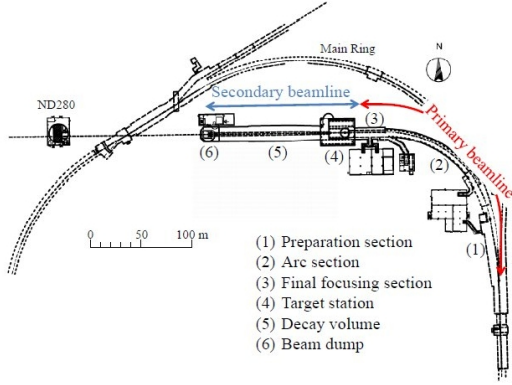 Main Ring
N
ND280
Secondary beamline
Primary beamline
(3)
(6)
(5)
(4)
(2)
(1)
0 50 100 m
(1) Preparation section
(2) Arc section
(3) Final focusing section
(4) Target station
(5) Decay volume
(6) Beam dump